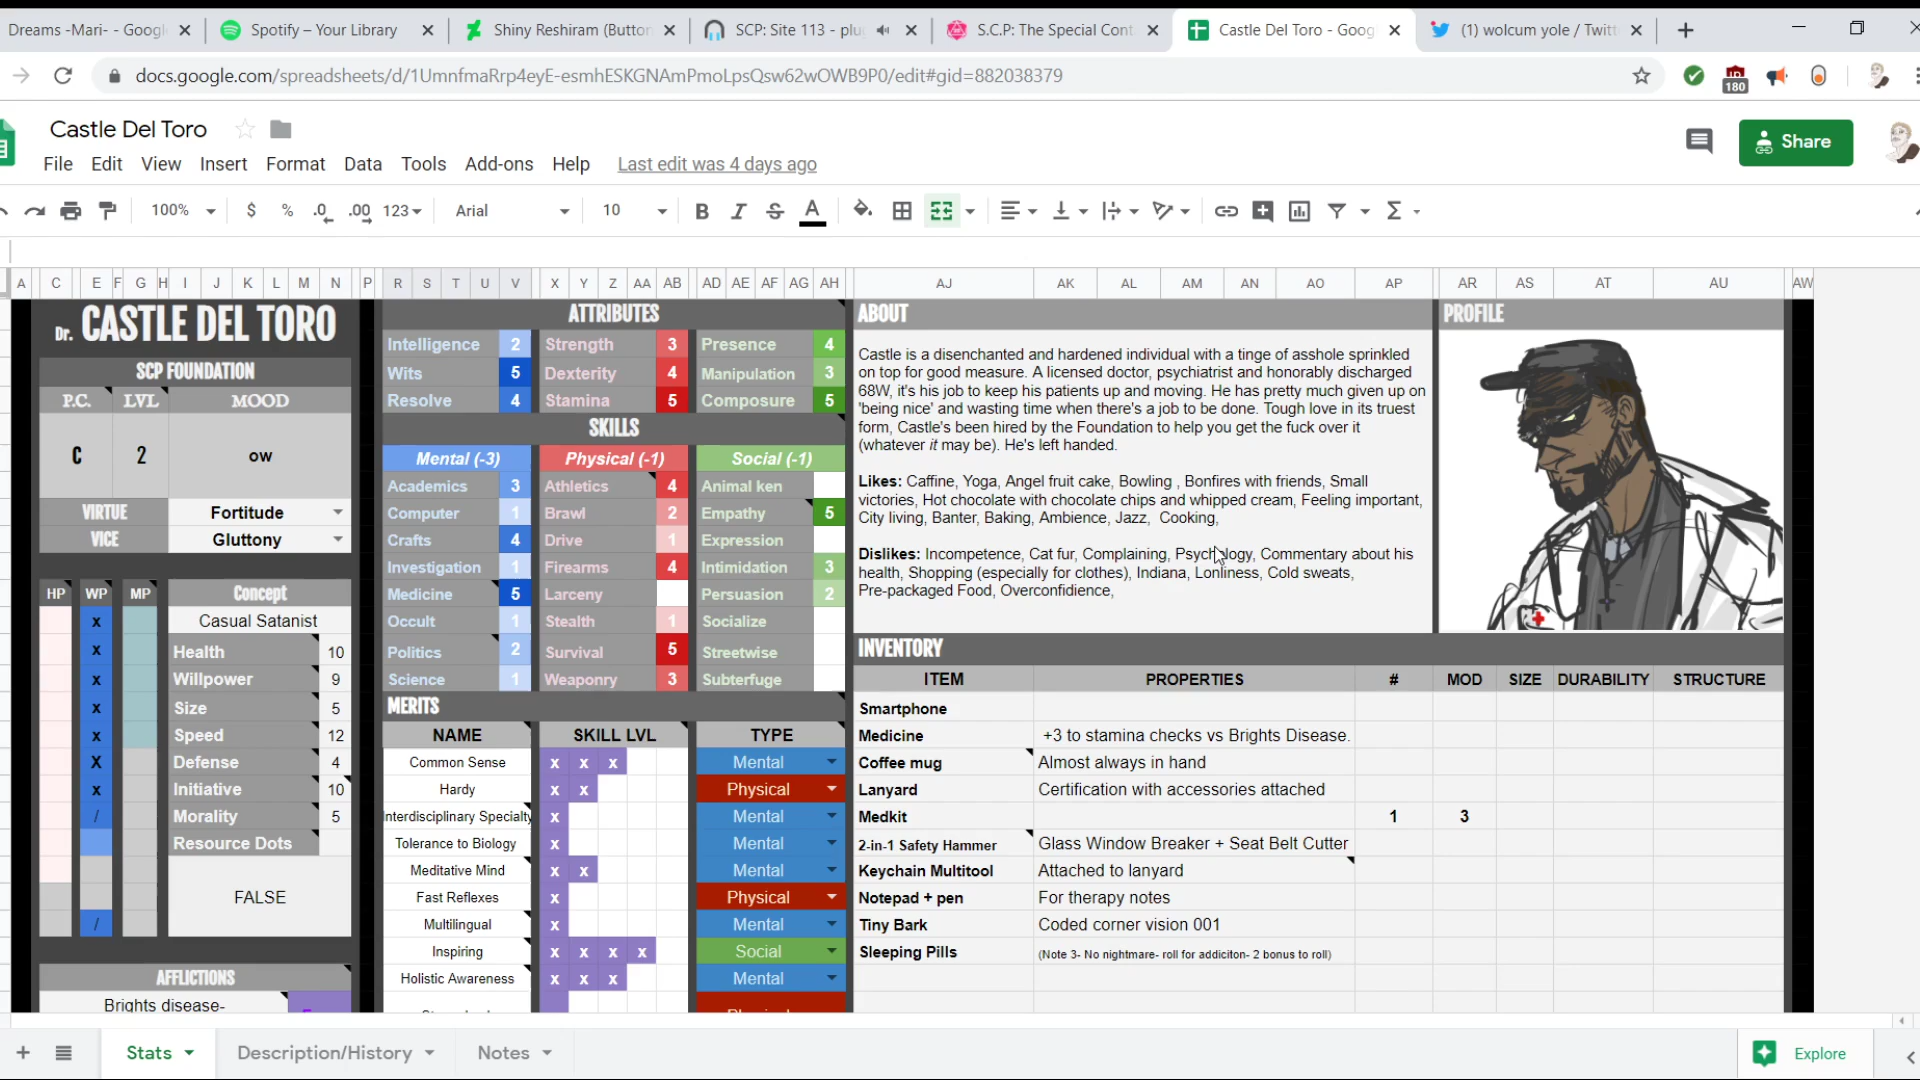 Dreams -Mari- - Googl
Spotify – Your Library
Shiny Reshiram (Button
SCP: Site 113 - plu
S.C.P: The Special Cont
Castle Del Toro - Goog
(1) wolcum yole / Twitt
docs.google.com/spreadsheets/d/1UmnfmaRrp4eyE-esmhESKGNAmPmoLpsQsw62wOWB9P0/edit#gid=882038379
180
Castle Del Toro
Share
File Edit View Insert Format Data Tools Add-ons Help Last edit was 4 days ago
100% $ % .0 .00 123 Arial 10 B I S A
A C E F G H I J K L M N P R S T U V X Y Z AA AB AD AE AF AG AH AJ AK AL AM AN AO AP AR AS AT AU AW
Dr. CASTLE DEL TORO
SCP FOUNDATION
P.C. LVL MOOD
C 2 ow
VIRTUE Fortitude
VICE Gluttony
HP WP MP Concept
x Casual Satanist
x Health 10
x Willpower 9
x Size 5
x Speed 12
X Defense 4
x Initiative 10
/ Morality 5
Resource Dots
FALSE
/
AFFLICTIONS
Brights disease-
ATTRIBUTES
Intelligence 2 Strength 3 Presence 4
Wits 5 Dexterity 4 Manipulation 3
Resolve 4 Stamina 5 Composure 5
SKILLS
Mental (-3) Physical (-1) Social (-1)
Academics 3 Athletics 4 Animal ken
Computer 1 Brawl 2 Empathy 5
Crafts 4 Drive 1 Expression
Investigation 1 Firearms 4 Intimidation 3
Medicine 5 Larceny Persuasion 2
Occult 1 Stealth 1 Socialize
Politics 2 Survival 5 Streetwise
Science 1 Weaponry 3 Subterfuge
MERITS
NAME SKILL LVL TYPE
Common Sense x x x Mental
Hardy x x Physical
Interdisciplinary Specialty x Mental
Tolerance to Biology x Mental
Meditative Mind x x Mental
Fast Reflexes x Physical
Multilingual x Mental
Inspiring x x x x Social
Holistic Awareness x x x Mental
ABOUT
Castle is a disenchanted and hardened individual with a tinge of asshole sprinkled
on top for good measure. A licensed doctor, psychiatrist and honorably discharged
68W, it's his job to keep his patients up and moving. He has pretty much given up on
'being nice' and wasting time when there's a job to be done. Tough love in its truest
form, Castle's been hired by the Foundation to help you get the fuck over it
(whatever it may be). He's left handed.
Likes: Caffine, Yoga, Angel fruit cake, Bowling , Bonfires with friends, Small
victories, Hot chocolate with chocolate chips and whipped cream, Feeling important,
City living, Banter, Baking, Ambience, Jazz, Cooking,
Dislikes: Incompetence, Cat fur, Complaining, Psychology, Commentary about his
health, Shopping (especially for clothes), Indiana, Lonliness, Cold sweats,
Pre-packaged Food, Overconfidience,
PROFILE
INVENTORY
ITEM PROPERTIES # MOD SIZE DURABILITY STRUCTURE
Smartphone
Medicine +3 to stamina checks vs Brights Disease.
Coffee mug Almost always in hand
Lanyard Certification with accessories attached
Medkit 1 3
2-in-1 Safety Hammer Glass Window Breaker + Seat Belt Cutter
Keychain Multitool Attached to lanyard
Notepad + pen For therapy notes
Tiny Bark Coded corner vision 001
Sleeping Pills (Note 3- No nightmare- roll for addiciton- 2 bonus to roll)
Stats Description/History Notes Explore